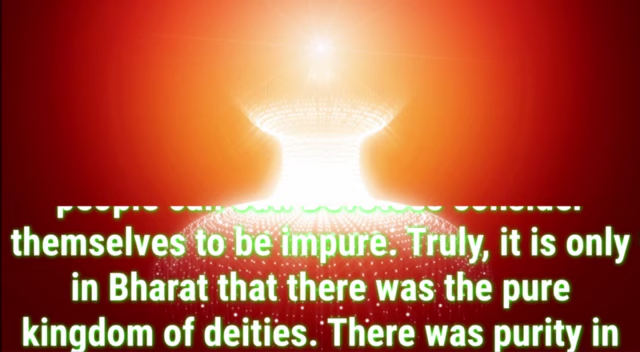 themselves to be impure. Truly, it is only
in Bharat that there was the pure
kingdom of deities. There was purity in